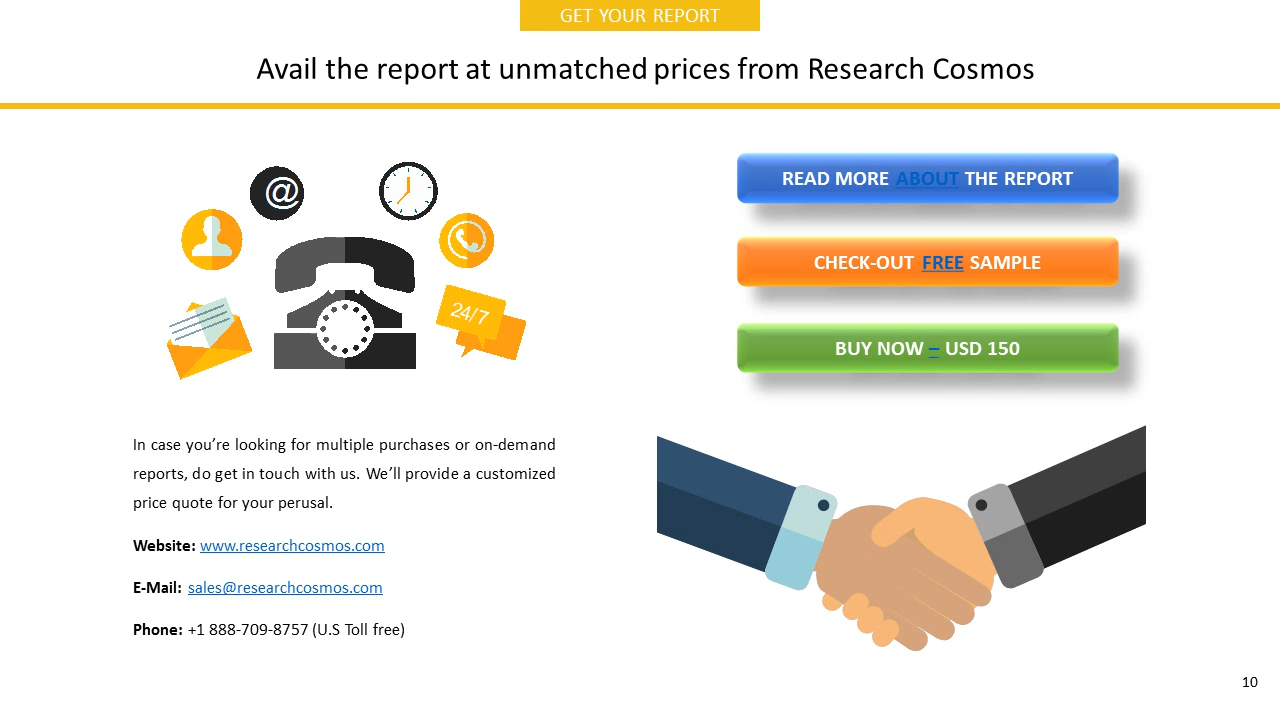 GET YOUR REPORT
Avail the report at unmatched prices from Research Cosmos
@
24/7
READ MORE ABOUT THE REPORT
CHECK-OUT FREE SAMPLE
BUY NOW – USD 150
In case you’re looking for multiple purchases or on-demand
reports, do get in touch with us. We’ll provide a customized
price quote for your perusal.
Website: www.researchcosmos.com
E-Mail: sales@researchcosmos.com
Phone: +1 888-709-8757 (U.S Toll free)
10